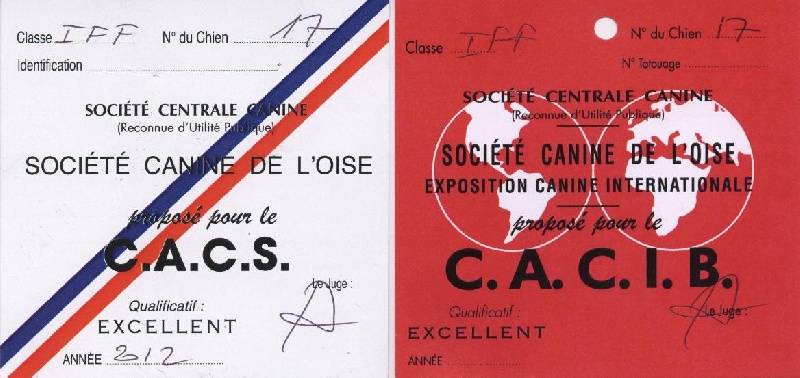 Classe IFF N° du Chien 17
Identification
SOCIÉTÉ CENTRALE CANINE
(Reconnue d'Utilité Publique)
SOCIÉTÉ CANINE DE L'OISE
proposé pour le
C.A.C.S.
Le Juge :
Qualificatif :
EXCELLENT
ANNÉE 2012
Classe IFF N° du Chien 17
N° Tatouage
SOCIÉTÉ CENTRALE CANINE
(Reconnue d'Utilité Publique)
SOCIÉTÉ CANINE DE L'OISE
EXPOSITION CANINE INTERNATIONALE
proposé pour le
C. A. C. I. B.
Le Juge :
Qualificatif :
EXCELLENT
ANNÉE